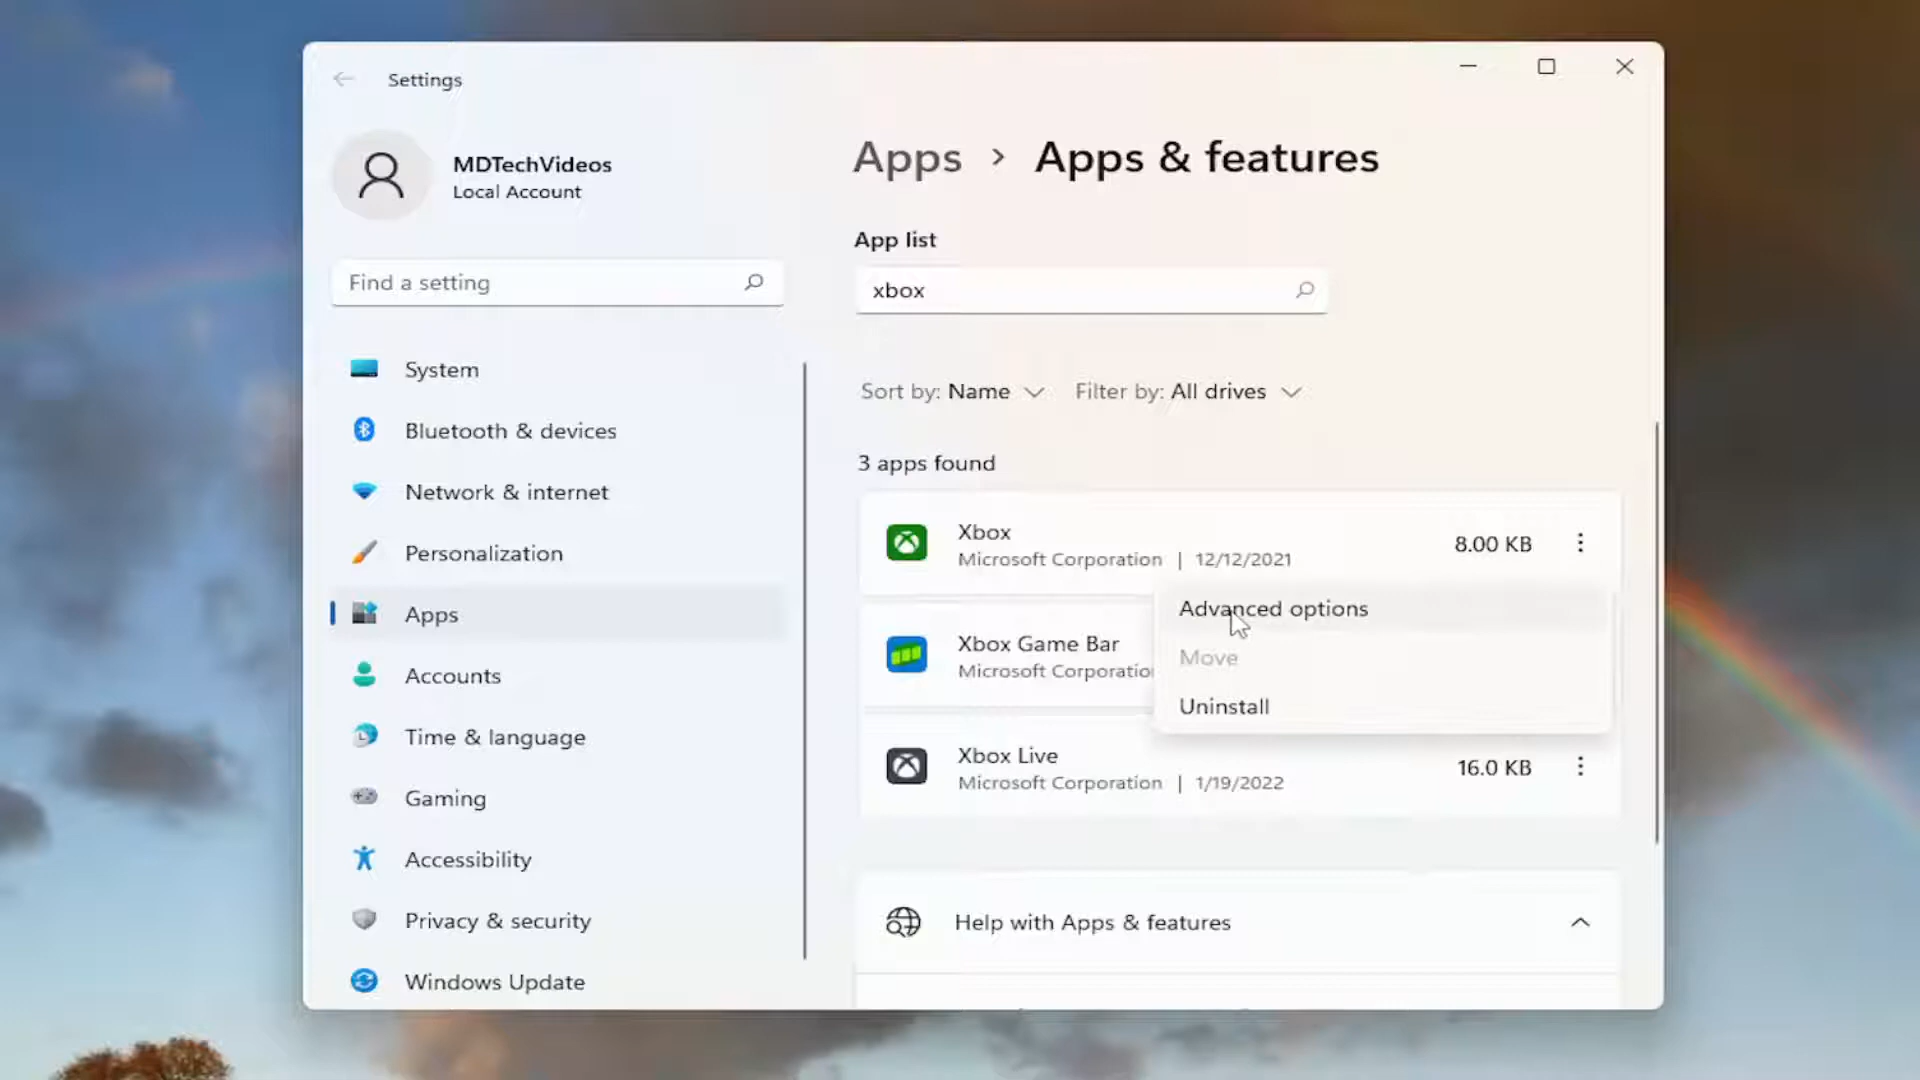 Settings
MDTechVideos
Local Account
Find a setting
System
Bluetooth & devices
Network & internet
Personalization
Apps
Accounts
Time & language
Gaming
Accessibility
Privacy & security
Windows Update
Apps > Apps & features
App list
xbox
Sort by: Name Filter by: All drives
3 apps found
Xbox
Microsoft Corporation | 12/12/2021
8.00 KB
Advanced options
Move
Uninstall
Xbox Game Bar
Microsoft Corporation
Xbox Live
Microsoft Corporation | 1/19/2022
16.0 KB
Help with Apps & features